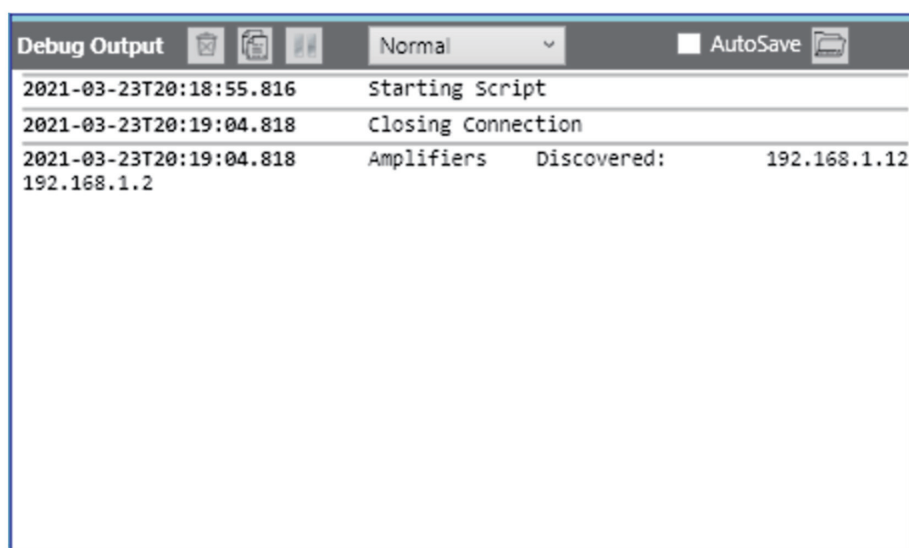 Debug Output Normal AutoSave
2021-03-23T20:18:55.816 Starting Script
2021-03-23T20:19:04.818 Closing Connection
2021-03-23T20:19:04.818 Amplifiers Discovered: 192.168.1.12
192.168.1.2